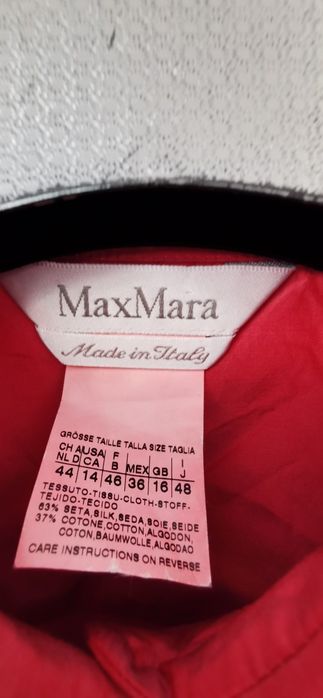 MaxMara
Made in Italy
GRÖSSE TAILLE TALLA SIZE TAGLIA
CH AUSA F I
NL D CA B MEX GB J
44 14 46 36 16 48
TESSUTO-TISSU-CLOTH-STOFF-
TEJIDO-TECIDO
63% SETA,SILK,SEDA,SOIE,SEIDE
37% COTONE,COTTON,ALGODON,
COTON,BAUMWOLLE,ALGODAO
CARE INSTRUCTIONS ON REVERSE